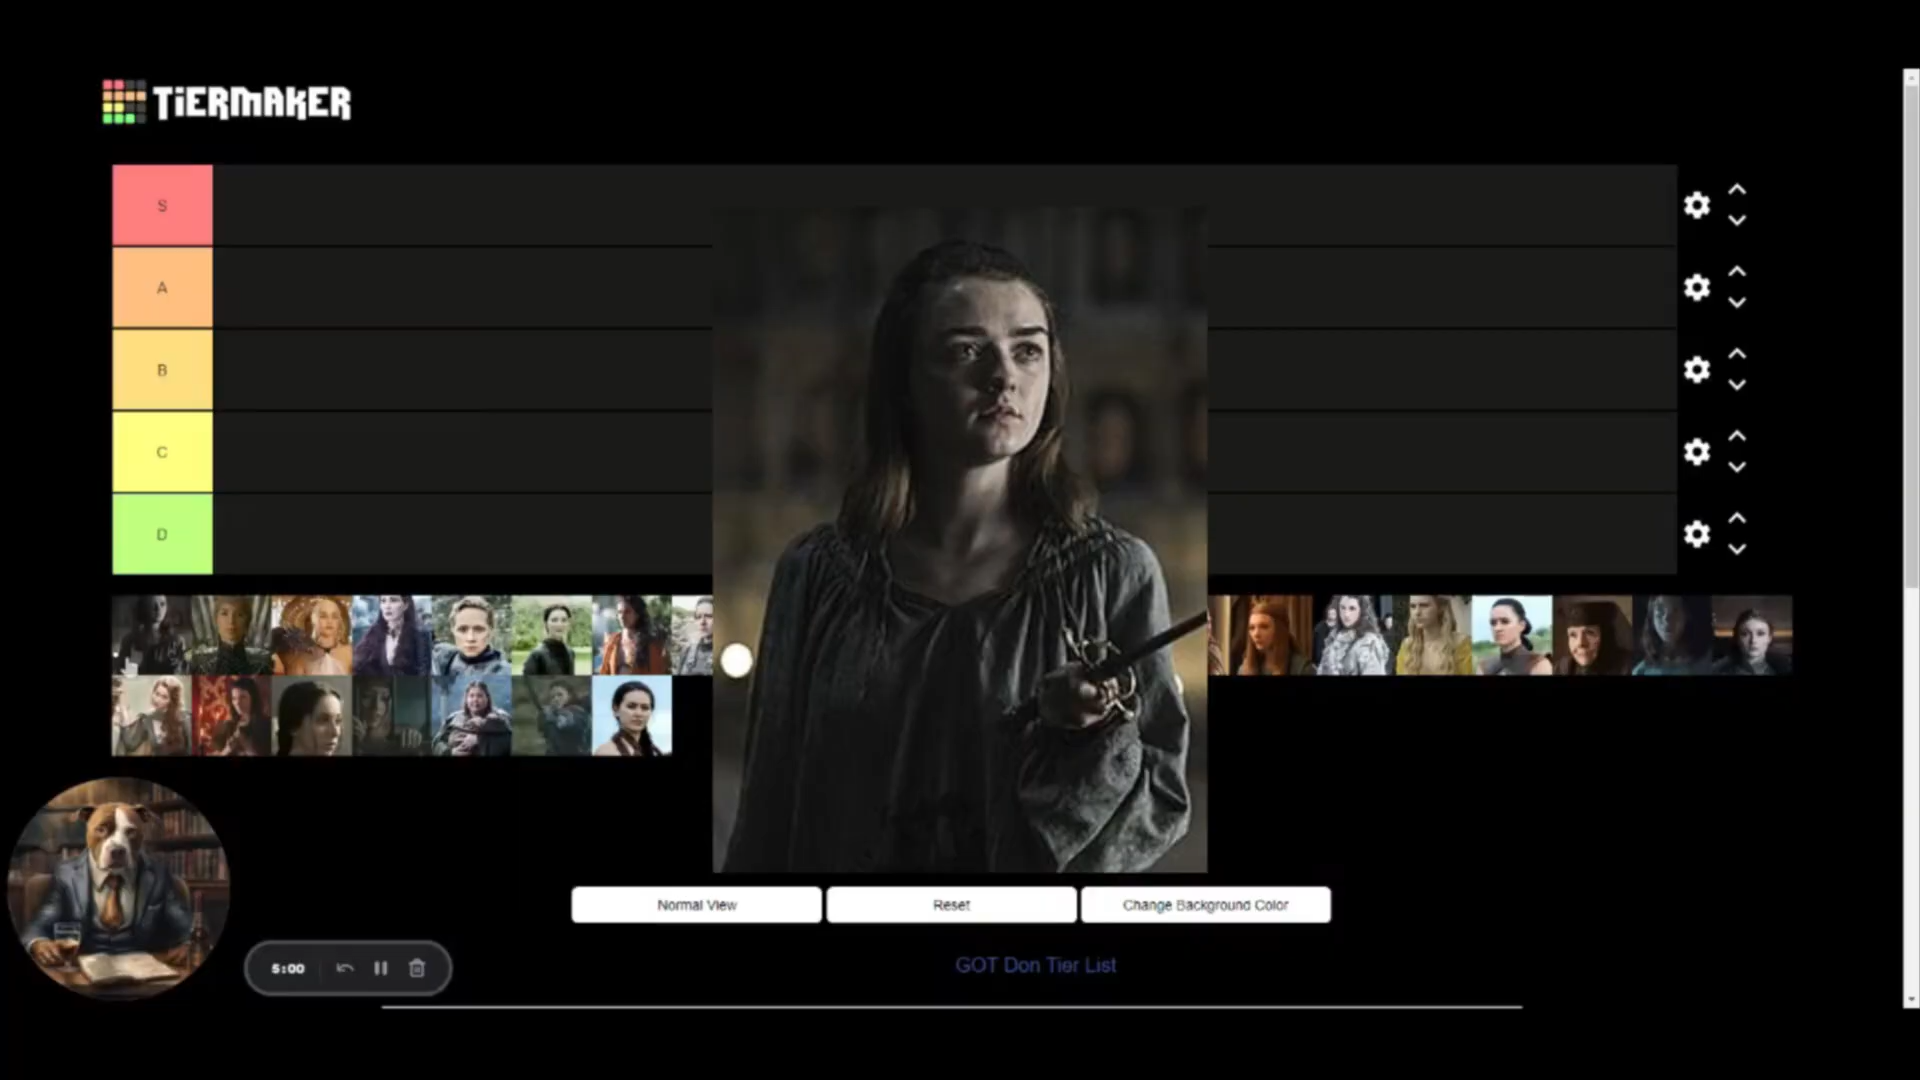 TiERMAKER
S
A
B
C
D
Normal View
Reset
Change Background Color
5:00
GOT Don Tier List